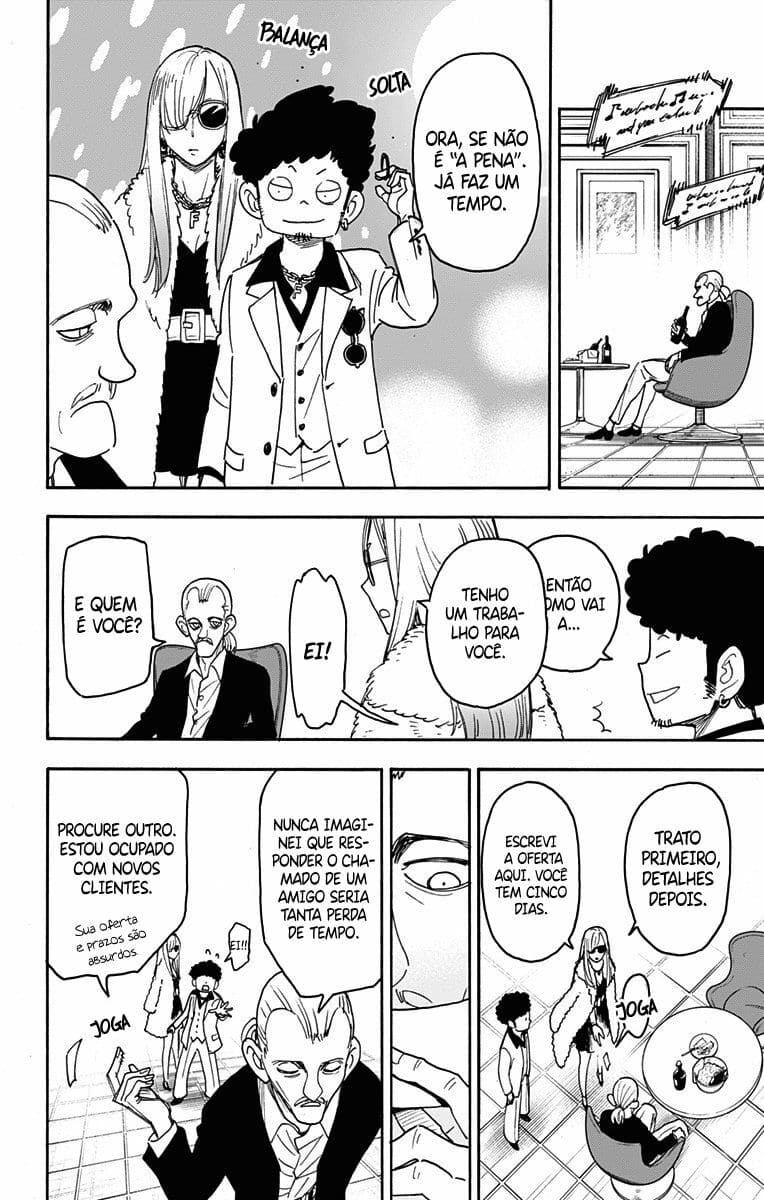 ORA, SE NÃO
É “A PENA”.
JÁ FAZ UM
TEMPO.
SOLTA
BALANÇA
F
F
ENTÃO
OMO VAI
A...
TENHO
UM TRABA-
LHO PARA
VOCÊ.
EI!
E QUEM
É VOCÊ?
TRATO
PRIMEIRO,
DETALHES
DEPOIS.
ESCREVI
A OFERTA
AQUI. VOCÊ
TEM CINCO
DIAS.
JOGA
NUNCA IMAGI-
NEI QUE RES-
PONDER O CHA-
MADO DE UM
AMIGO SERIA
TANTA PERDA
DE TEMPO.
PROCURE OUTRO.
ESTOU OCUPADO
COM NOVOS
CLIENTES.
Sua oferta
e prazos são
absurdos
EI!!
JOGA